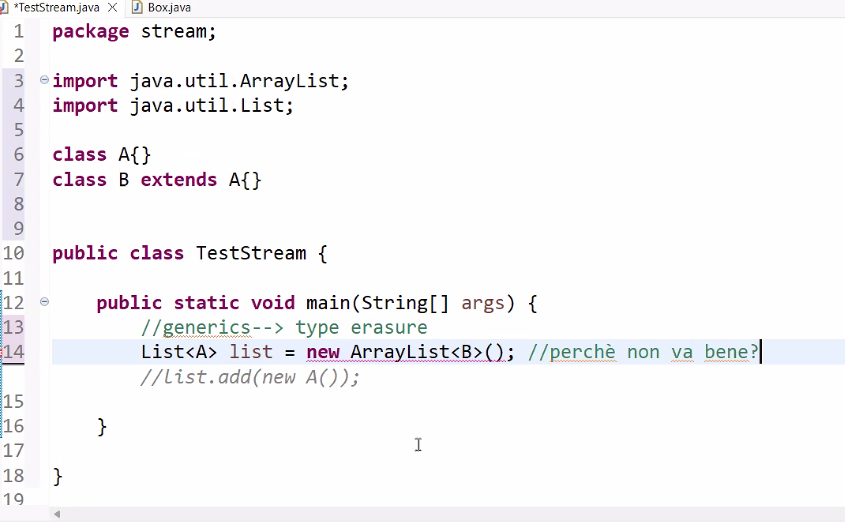 *TestStream.java Box.java
1 package stream;
2
3 import java.util.ArrayList;
4 import java.util.List;
5
6 class A{}
7 class B extends A{}
8
9
10 public class TestStream {
11
12 public static void main(String[] args) {
13 //generics--> type erasure
14 List<A> list = new ArrayList<B>(); //perchè non va bene?
//list.add(new A());
15
16 }
17
18 }
19